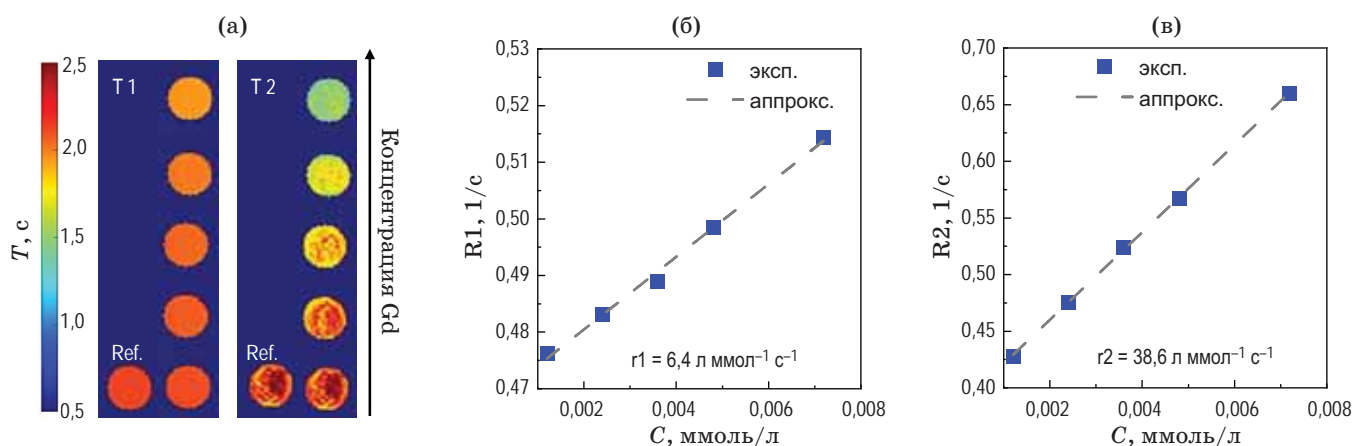 (а)
T 1
T 2
Ref.
Ref.
T, с
2,5
2,0
1,5
1,0
0,5
Концентрация Gd
(б)
0,53
0,52
0,51
0,50
0,49
0,48
0,47
R1, 1/с
эксп.
аппрокс.
r1 = 6,4 л ммол⁻¹ с⁻¹
0,002
0,004
0,006
0,008
C, ммоль/л
(в)
0,70
0,65
0,60
0,55
0,50
0,45
0,40
R2, 1/с
эксп.
аппрокс.
r2 = 38,6 л ммол⁻¹ с⁻¹
0,002
0,004
0,006
0,008
C, ммоль/л